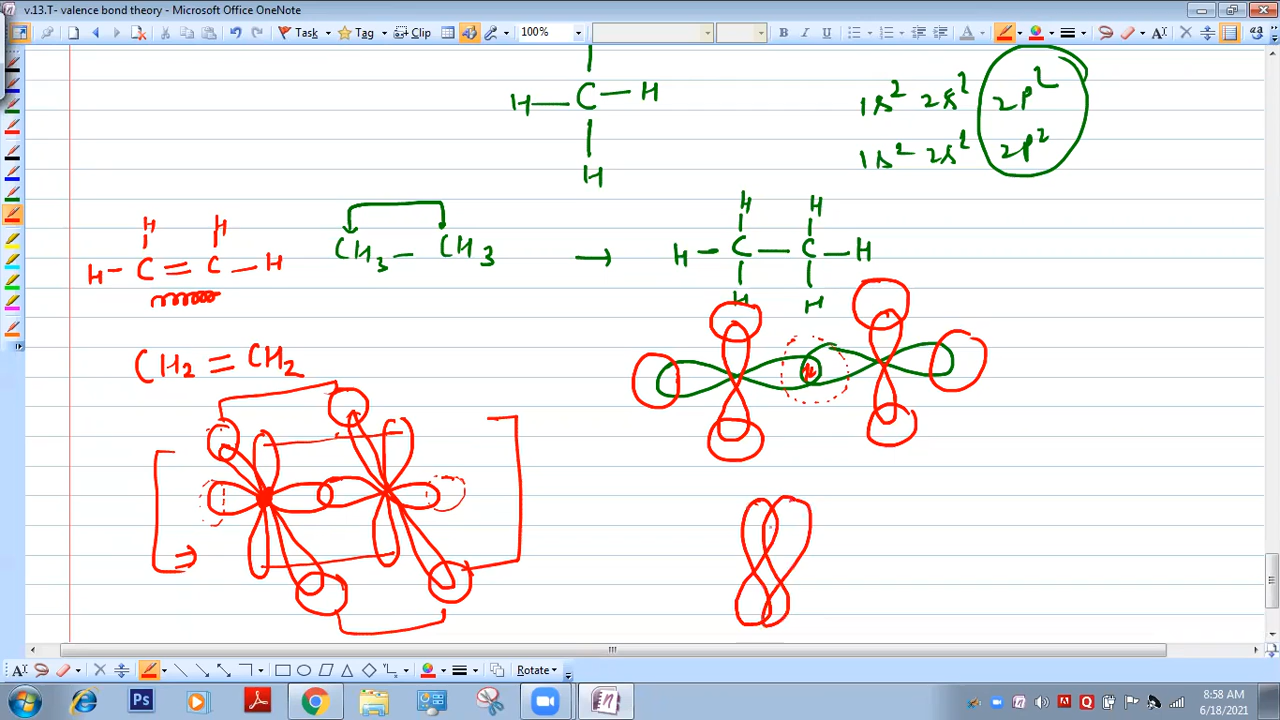 v.13.T- valence bond theory - Microsoft Office OneNote
Task
Tag
Clip
100%
B I U
A
H—C—H
H
1s² 2s² 2p²
1s² 2s² 2p²
H H
H-C=C-H
CH₃-CH₃
→
H H
H-C-C-H
H H
CH₂=CH₂
⇒
Rotate
8:58 AM
6/18/2021